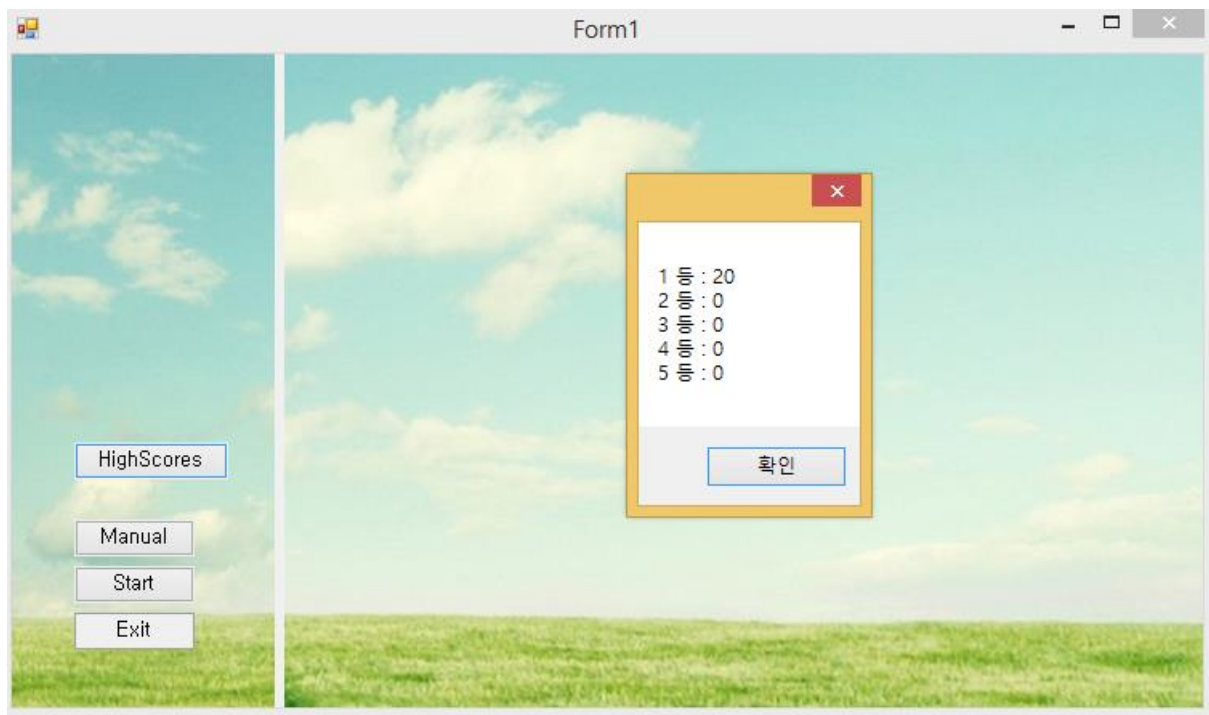 Form1
1 등 : 20
2 등 : 0
3 등 : 0
4 등 : 0
5 등 : 0
확인
HighScores
Manual
Start
Exit